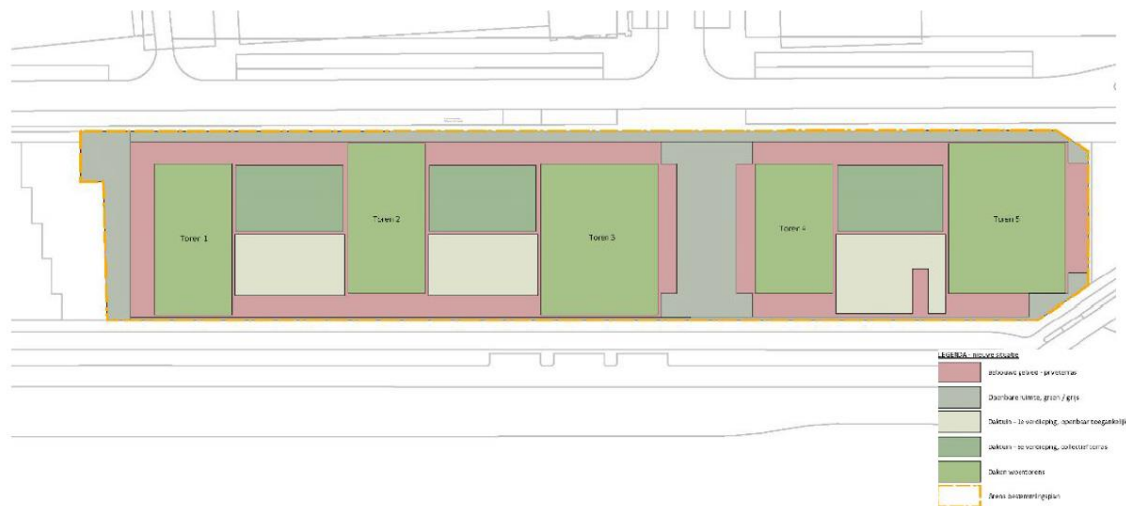 Toren 1
Toren 2
Toren 3
Toren 4
Toren 5
LEGENDA - nieuwe situatie
Bebouwd gebied - privéterras
Openbare ruimte, groen / grijs
Daktuin - 1e verdieping, openbaar toegankelijk
Daktuin - verdieping, collectief terras
Daken woontorens
Grens bestemmingsplan